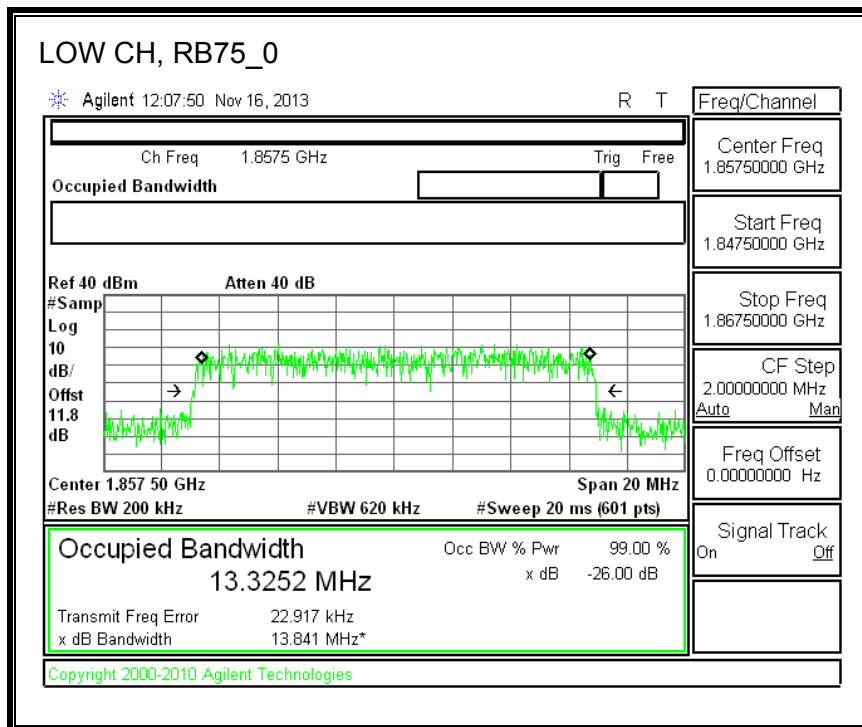 LOW CH, RB75_0
Agilent 12:07:50 Nov 16, 2013 R T
Ch Freq 1.8575 GHz Trig Free
Occupied Bandwidth
Ref 40 dBm Atten 40 dB
#Samp
Log
10
dB/
Offst
11.8
dB
Center 1.857 50 GHz Span 20 MHz
#Res BW 200 kHz #VBW 620 kHz #Sweep 20 ms (601 pts)
Occupied Bandwidth Occ BW % Pwr 99.00 %
13.3252 MHz x dB -26.00 dB
Transmit Freq Error 22.917 kHz
x dB Bandwidth 13.841 MHz*
Copyright 2000-2010 Agilent Technologies
Freq/Channel
Center Freq
1.85750000 GHz
Start Freq
1.84750000 GHz
Stop Freq
1.86750000 GHz
CF Step
2.00000000 MHz
Auto Man
Freq Offset
0.00000000 Hz
Signal Track
On Off